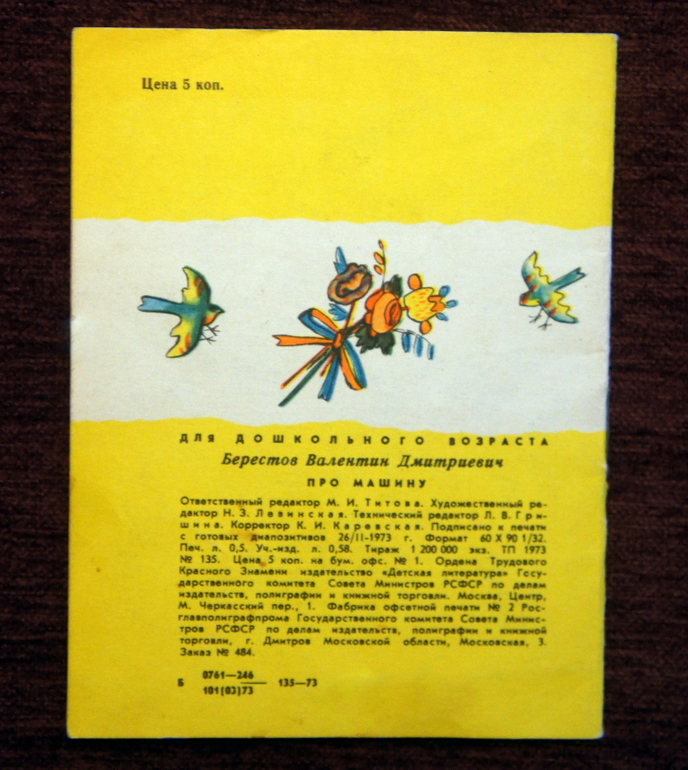 Цена 5 коп.
ДЛЯ ДОШКОЛЬНОГО ВОЗРАСТА
Берестов Валентин Дмитриевич
ПРО МАШИНУ
Ответственный редактор М. И. Титова. Художественный ре-
дактор Н. З. Левинская. Технический редактор Л. В. Гри-
шина. Корректор К. И. Каревская. Подписано к печати
с готовых диапозитивов 26/II-1973 г. Формат 60 X 90 1/32.
Печ. л. 0,5. Уч.-изд. л. 0,58. Тираж 1 200 000 экз. ТП 1973
№ 135. Цена 5 коп. на бум. офс. № 1. Ордена Трудового
Красного Знамени издательство «Детская литература» Госу-
дарственного комитета Совета Министров РСФСР по делам
издательств, полиграфии и книжной торговли. Москва, Центр,
М. Черкасский пер., 1. Фабрика офсетной печати № 2 Рос-
главполиграфпрома Государственного комитета Совета Минист-
ров РСФСР по делам издательств, полиграфии и книжной
торговли, г. Дмитров Московской области, Московская, 3.
Заказ № 484.
Б 0761—246 135—73
101(03)73